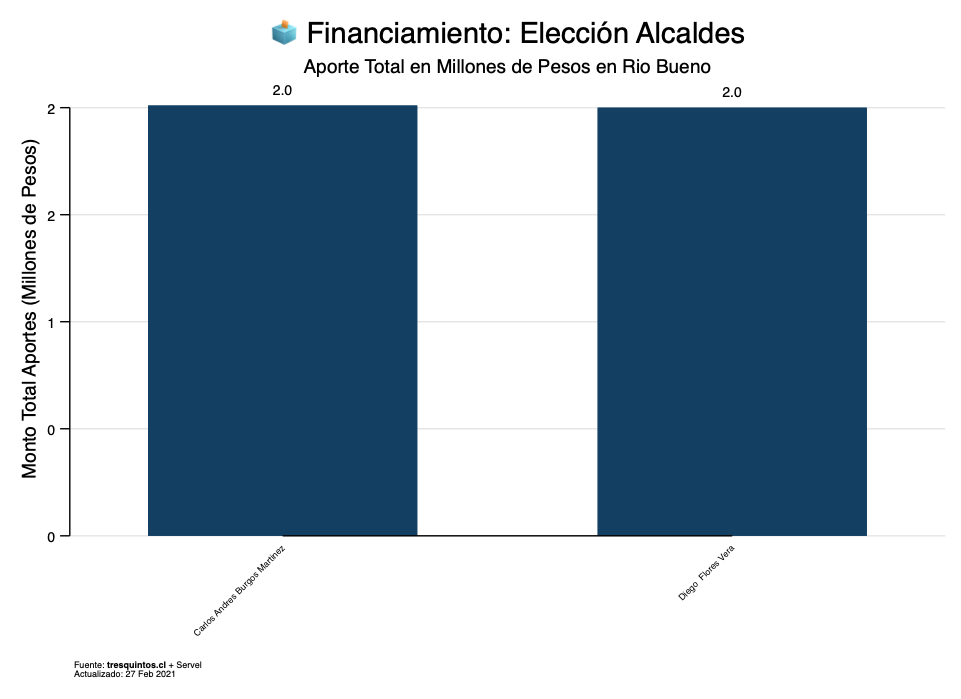 Financiamiento: Elección Alcaldes
Aporte Total en Millones de Pesos en Rio Bueno
2.0
2.0
Monto Total Aportes (Millones de Pesos)
2
2
1
0
0
Carlos Andres Burgos Martinez
Diego  Flores Vera
Fuente: tresquintos.cl + Servel
Actualizado: 27 Feb 2021